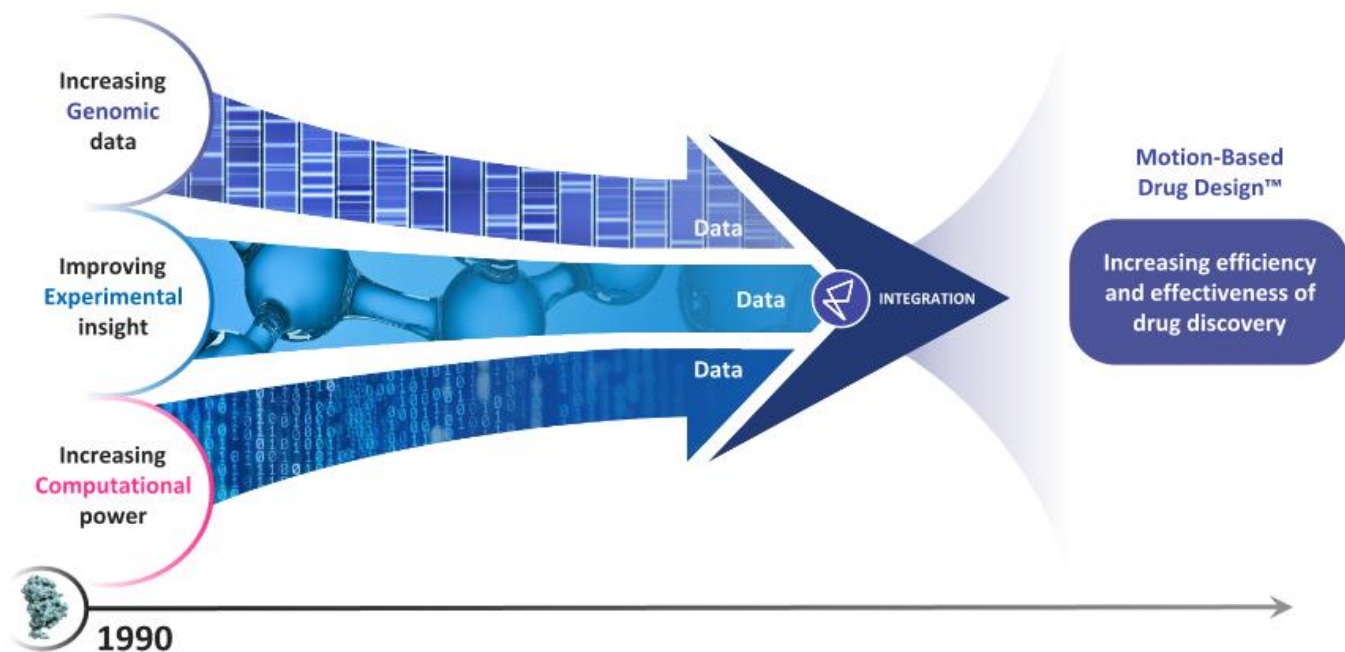 Increasing
Genomic
data
Improving
Experimental
insight
Increasing
Computational
power
Data
Data
Data
INTEGRATION
Motion-Based
Drug Design™
Increasing efficiency
and effectiveness of
drug discovery
1990